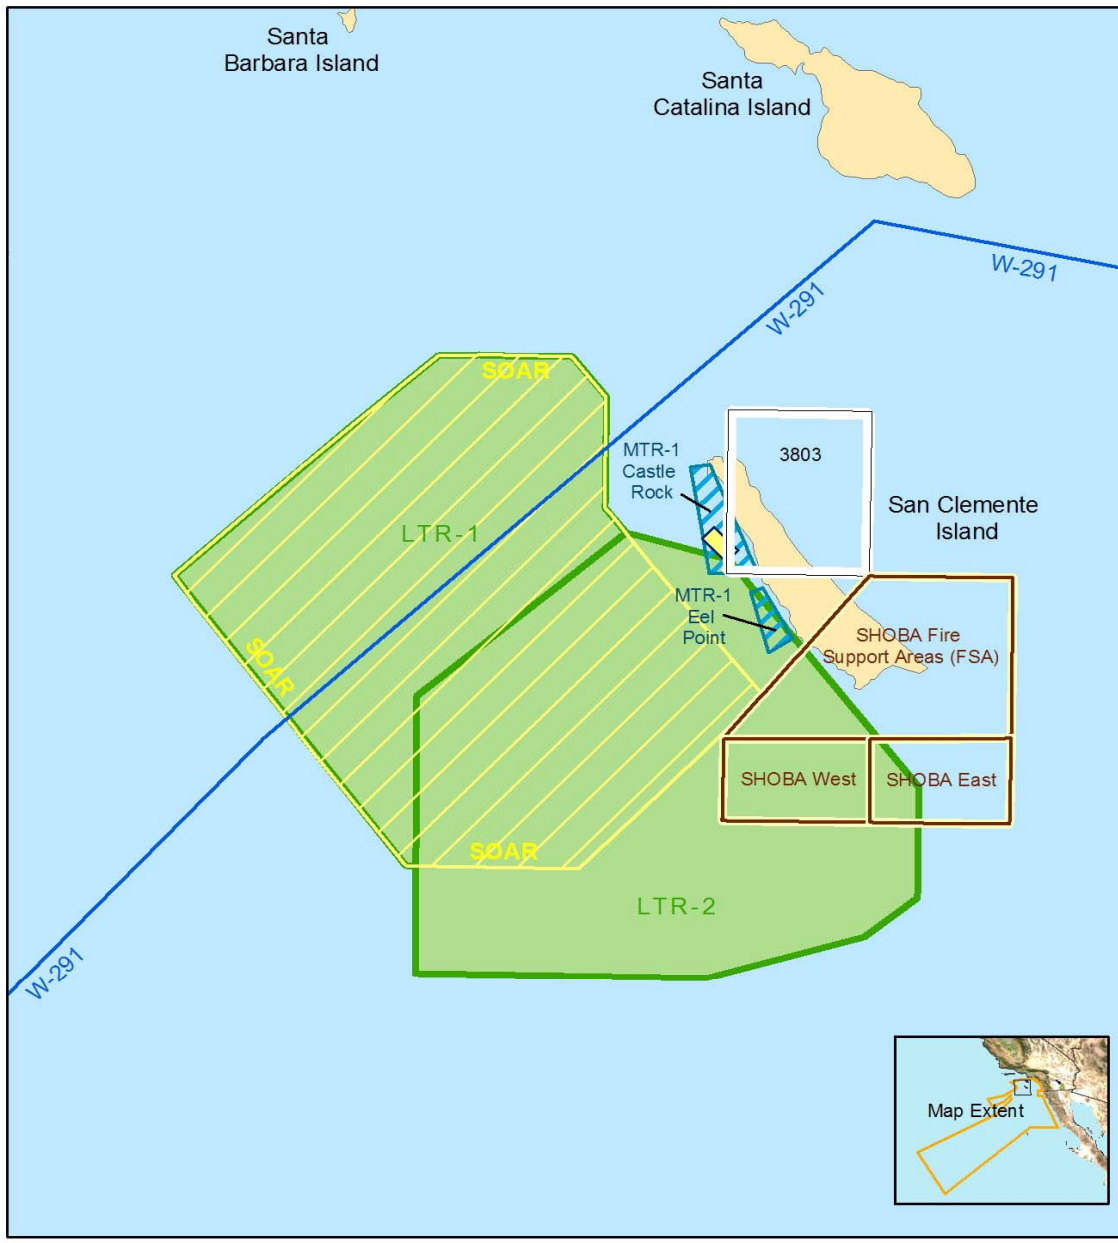 Santa
Barbara Island
Santa
Catalina Island
W-291
W-291
SOAR
MTR-1
Castle
Rock
3803
San Clemente
Island
LTR-1
MTR-1
Eel
Point
SHOBA Fire
Support Areas (FSA)
SOAR
SHOBA West
SHOBA East
SOAR
LTR-2
W-291
Map Extent